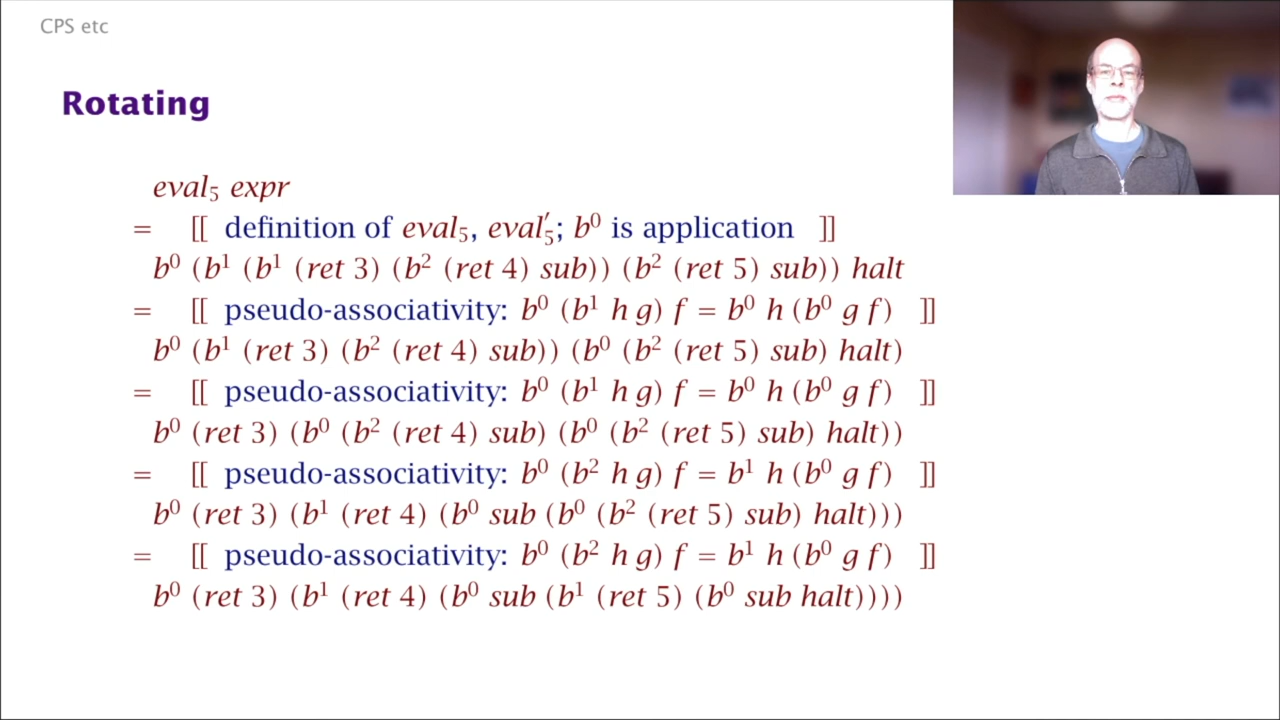 CPS etc
Rotating
eval₅ expr
= [[ definition of eval₅, eval′₅; b⁰ is application ]]
b⁰ (b¹ (b¹ (ret 3) (b² (ret 4) sub)) (b² (ret 5) sub)) halt
= [[ pseudo-associativity: b⁰ (b¹ h g) f = b⁰ h (b⁰ g f) ]]
b⁰ (b¹ (ret 3) (b² (ret 4) sub)) (b⁰ (b² (ret 5) sub) halt)
= [[ pseudo-associativity: b⁰ (b¹ h g) f = b⁰ h (b⁰ g f) ]]
b⁰ (ret 3) (b⁰ (b² (ret 4) sub) (b⁰ (b² (ret 5) sub) halt))
= [[ pseudo-associativity: b⁰ (b² h g) f = b¹ h (b⁰ g f) ]]
b⁰ (ret 3) (b¹ (ret 4) (b⁰ sub (b⁰ (b² (ret 5) sub) halt)))
= [[ pseudo-associativity: b⁰ (b² h g) f = b¹ h (b⁰ g f) ]]
b⁰ (ret 3) (b¹ (ret 4) (b⁰ sub (b¹ (ret 5) (b⁰ sub halt))))